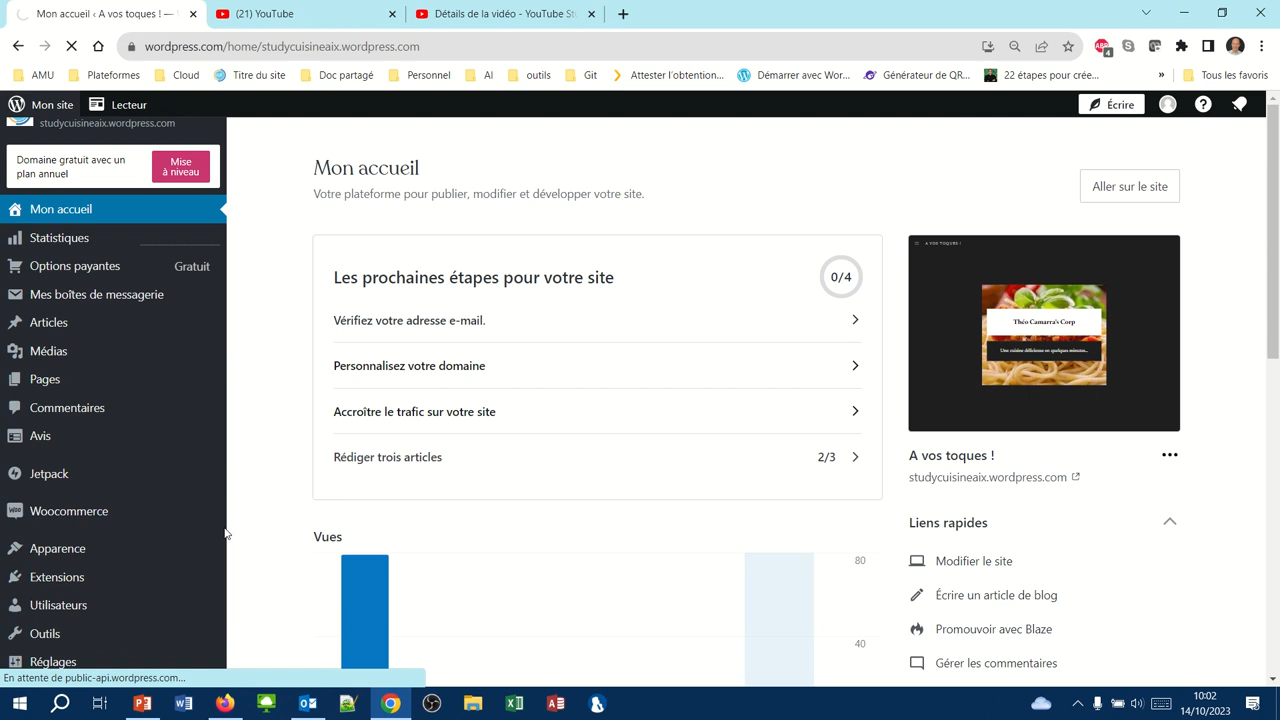 Mon accueil ‹ A vos toques ! —
(21) YouTube
Détails de la vidéo - YouTube St
wordpress.com/home/studycuisineaix.wordpress.com
AMU
Plateformes
Cloud
Titre du site
Doc partagé
Personnel
AI
outils
Git
Attester l'obtention...
Démarrer avec Wor...
Générateur de QR...
22 étapes pour crée...
»
Tous les favoris
Mon site
Lecteur
Écrire
studycuisineaix.wordpress.com
Domaine gratuit avec un
plan annuel
Mise
à niveau
Mon accueil
Statistiques
Options payantes
Gratuit
Mes boîtes de messagerie
Articles
Médias
Pages
Commentaires
Avis
Jetpack
Woocommerce
Apparence
Extensions
Utilisateurs
Outils
Réglages
En attente de public-api.wordpress.com...
Mon accueil
Votre plateforme pour publier, modifier et développer votre site.
Aller sur le site
Les prochaines étapes pour votre site
0/4
Vérifiez votre adresse e-mail.
Personnalisez votre domaine
Accroître le trafic sur votre site
Rédiger trois articles
2/3
Vues
80
40
A VOS TOQUES !
Théo Camarra's Corp
Une cuisine délicieuse en quelques minutes...
A vos toques !
studycuisineaix.wordpress.com
Liens rapides
Modifier le site
Écrire un article de blog
Promouvoir avec Blaze
Gérer les commentaires
10:02
14/10/2023